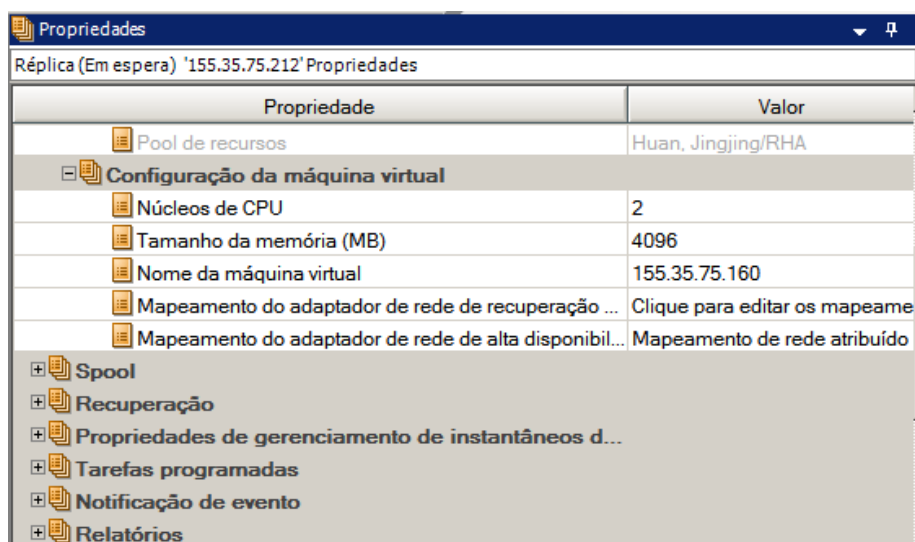 Propriedades
Réplica (Em espera) '155.35.75.212' Propriedades
Propriedade Valor
Pool de recursos Huan, Jingjing/RHA
Configuração da máquina virtual
Núcleos de CPU 2
Tamanho da memória (MB) 4096
Nome da máquina virtual 155.35.75.160
Mapeamento do adaptador de rede de recuperação ... Clique para editar os mapeame
Mapeamento do adaptador de rede de alta disponibil... Mapeamento de rede atribuído
Spool
Recuperação
Propriedades de gerenciamento de instantâneos d...
Tarefas programadas
Notificação de evento
Relatórios